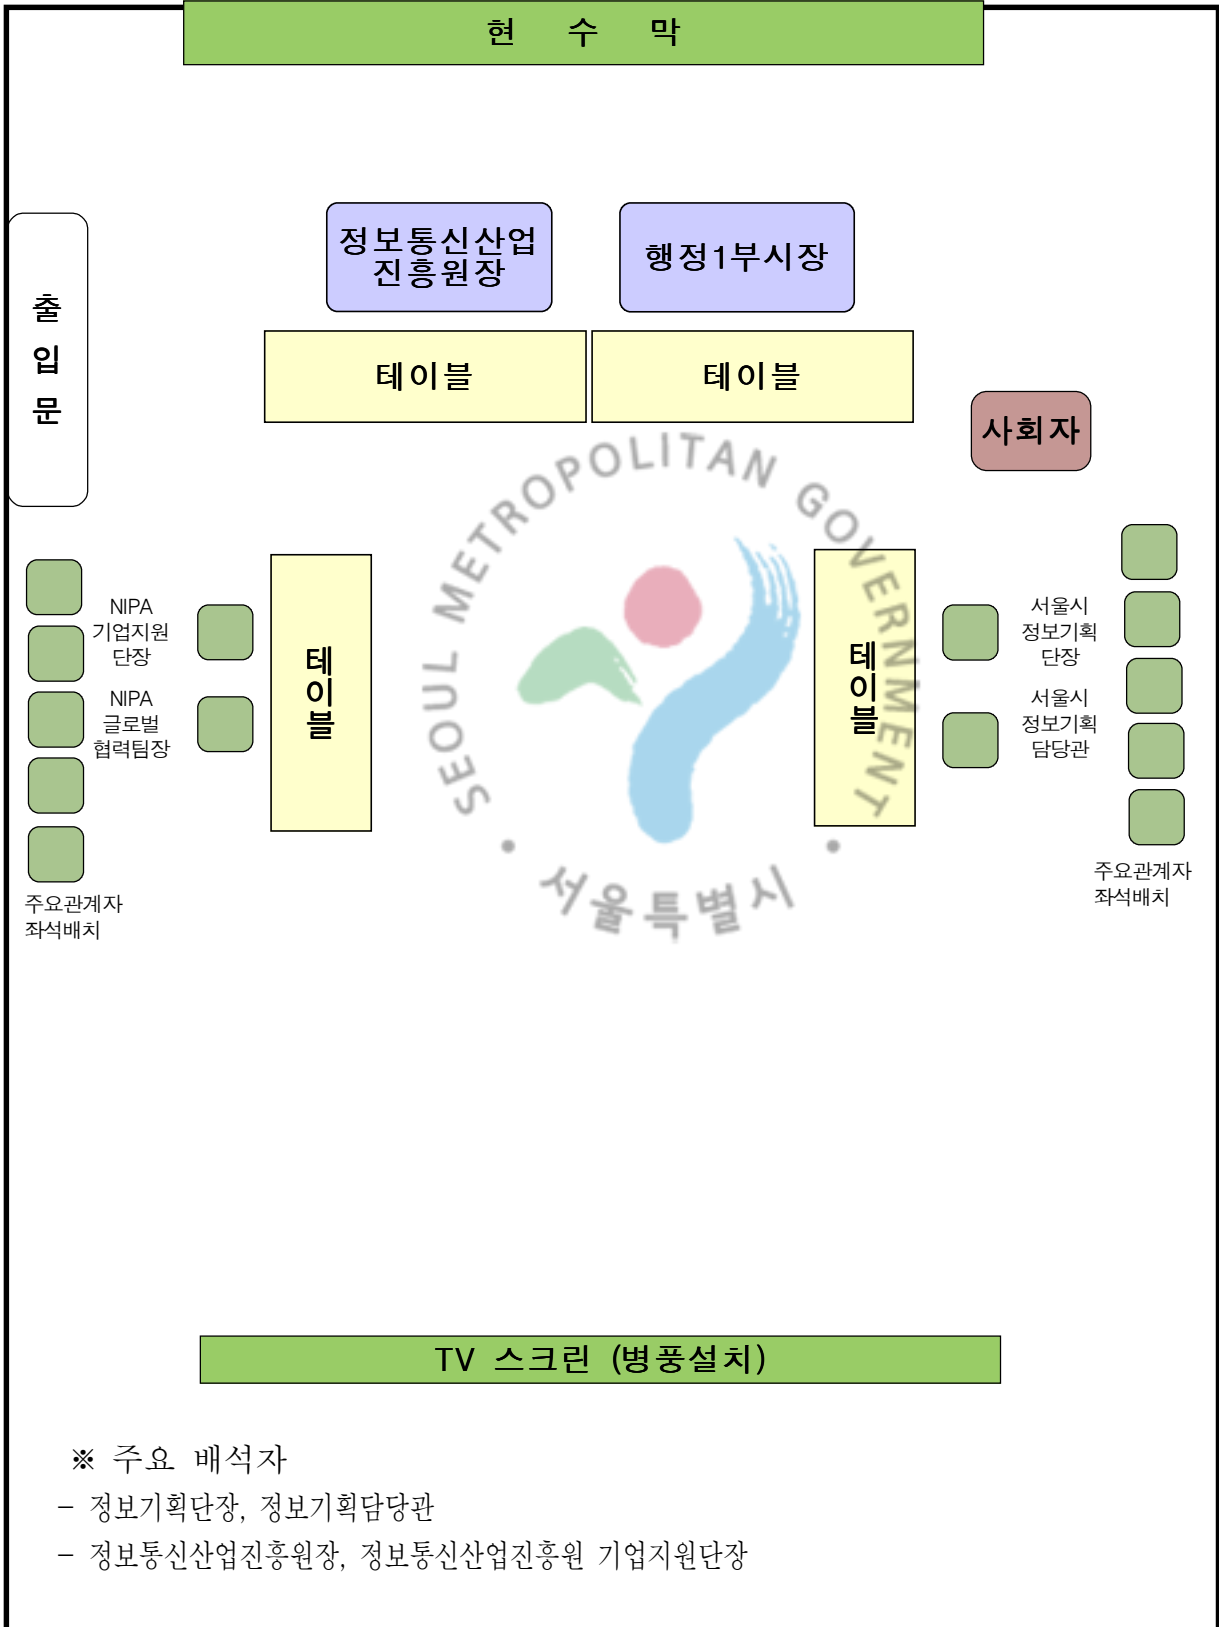 현 수 막
정보통신산업
진흥원장
행정1부시장
출
입
문
테이블
테이블
사회자
NIPA
기업지원
단장
NIPA
글로벌
협력팀장
테
이
블
테
이
블
서울시
정보기획
단장
서울시
정보기획
담당관
주요관계자
좌석배치
주요관계자
좌석배치
SEOUL METROPOLITAN GOVERNMENT
서울특별시
TV 스크린 (병풍설치)
※ 주요 배석자
- 정보기획단장, 정보기획담당관
- 정보통신산업진흥원장, 정보통신산업진흥원 기업지원단장